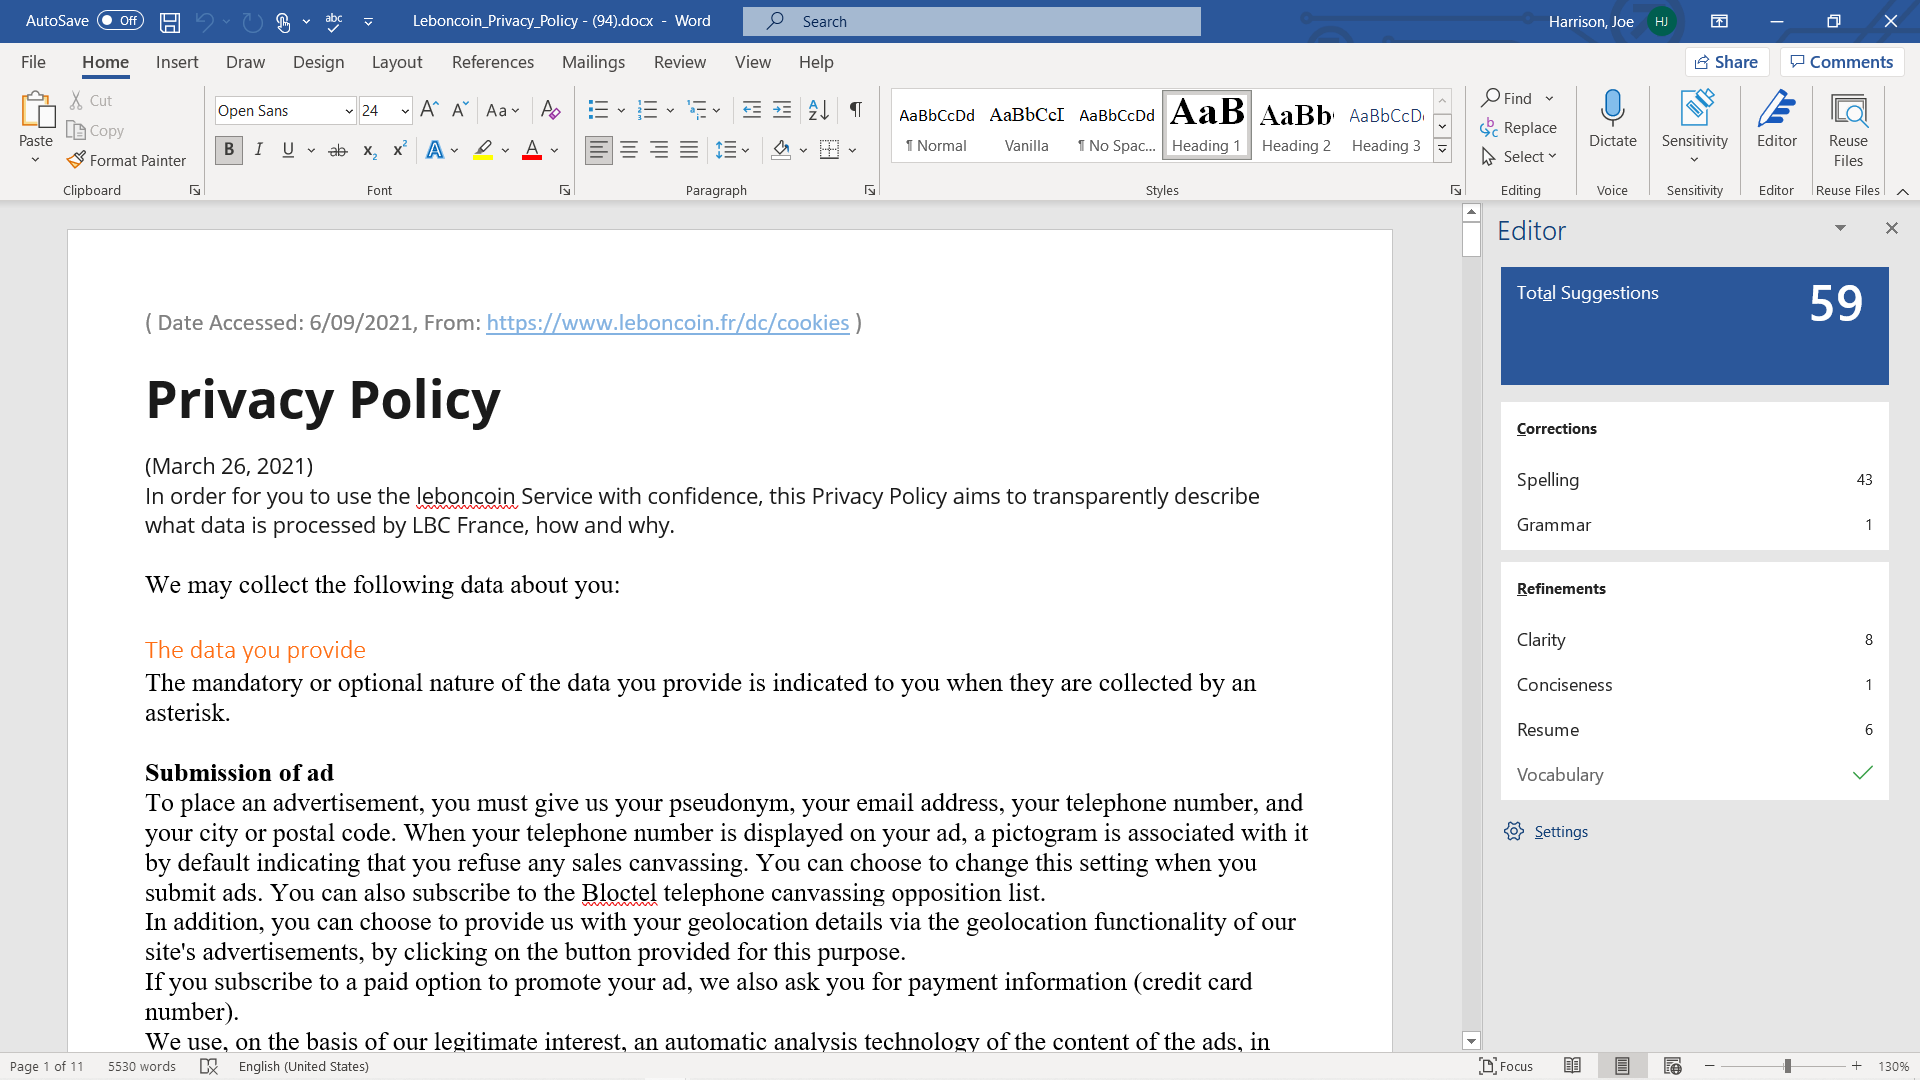 AutoSave Off abc Leboncoin_Privacy_Policy - (94).docx - Word Search Harrison, Joe HJ
File Home Insert Draw Design Layout References Mailings Review View Help Share Comments
Paste Cut Copy Format Painter Clipboard
Open Sans 24 Aa
B I U ab x2 x2 A A Font
Paragraph
AaBbCcDd AaBbCcI AaBbCcDd AaB AaBb AaBbCcD
¶ Normal Vanilla ¶ No Spac... Heading 1 Heading 2 Heading 3
Styles
Find
Replace
Select
Editing
Dictate
Voice
Sensitivity
Sensitivity
Editor
Editor
Reuse Files
Reuse Files
( Date Accessed: 6/09/2021, From: https://www.leboncoin.fr/dc/cookies )
Privacy Policy
(March 26, 2021)
In order for you to use the leboncoin Service with confidence, this Privacy Policy aims to transparently describe
what data is processed by LBC France, how and why.
We may collect the following data about you:
The data you provide
The mandatory or optional nature of the data you provide is indicated to you when they are collected by an
asterisk.
Submission of ad
To place an advertisement, you must give us your pseudonym, your email address, your telephone number, and
your city or postal code. When your telephone number is displayed on your ad, a pictogram is associated with it
by default indicating that you refuse any sales canvassing. You can choose to change this setting when you
submit ads. You can also subscribe to the Bloctel telephone canvassing opposition list.
In addition, you can choose to provide us with your geolocation details via the geolocation functionality of our
site's advertisements, by clicking on the button provided for this purpose.
If you subscribe to a paid option to promote your ad, we also ask you for payment information (credit card
number).
We use, on the basis of our legitimate interest, an automatic analysis technology of the content of the ads, in
Editor
Total Suggestions 59
Corrections
Spelling 43
Grammar 1
Refinements
Clarity 8
Conciseness 1
Resume 6
Vocabulary
Settings
Page 1 of 11 5530 words English (United States) Focus 130%